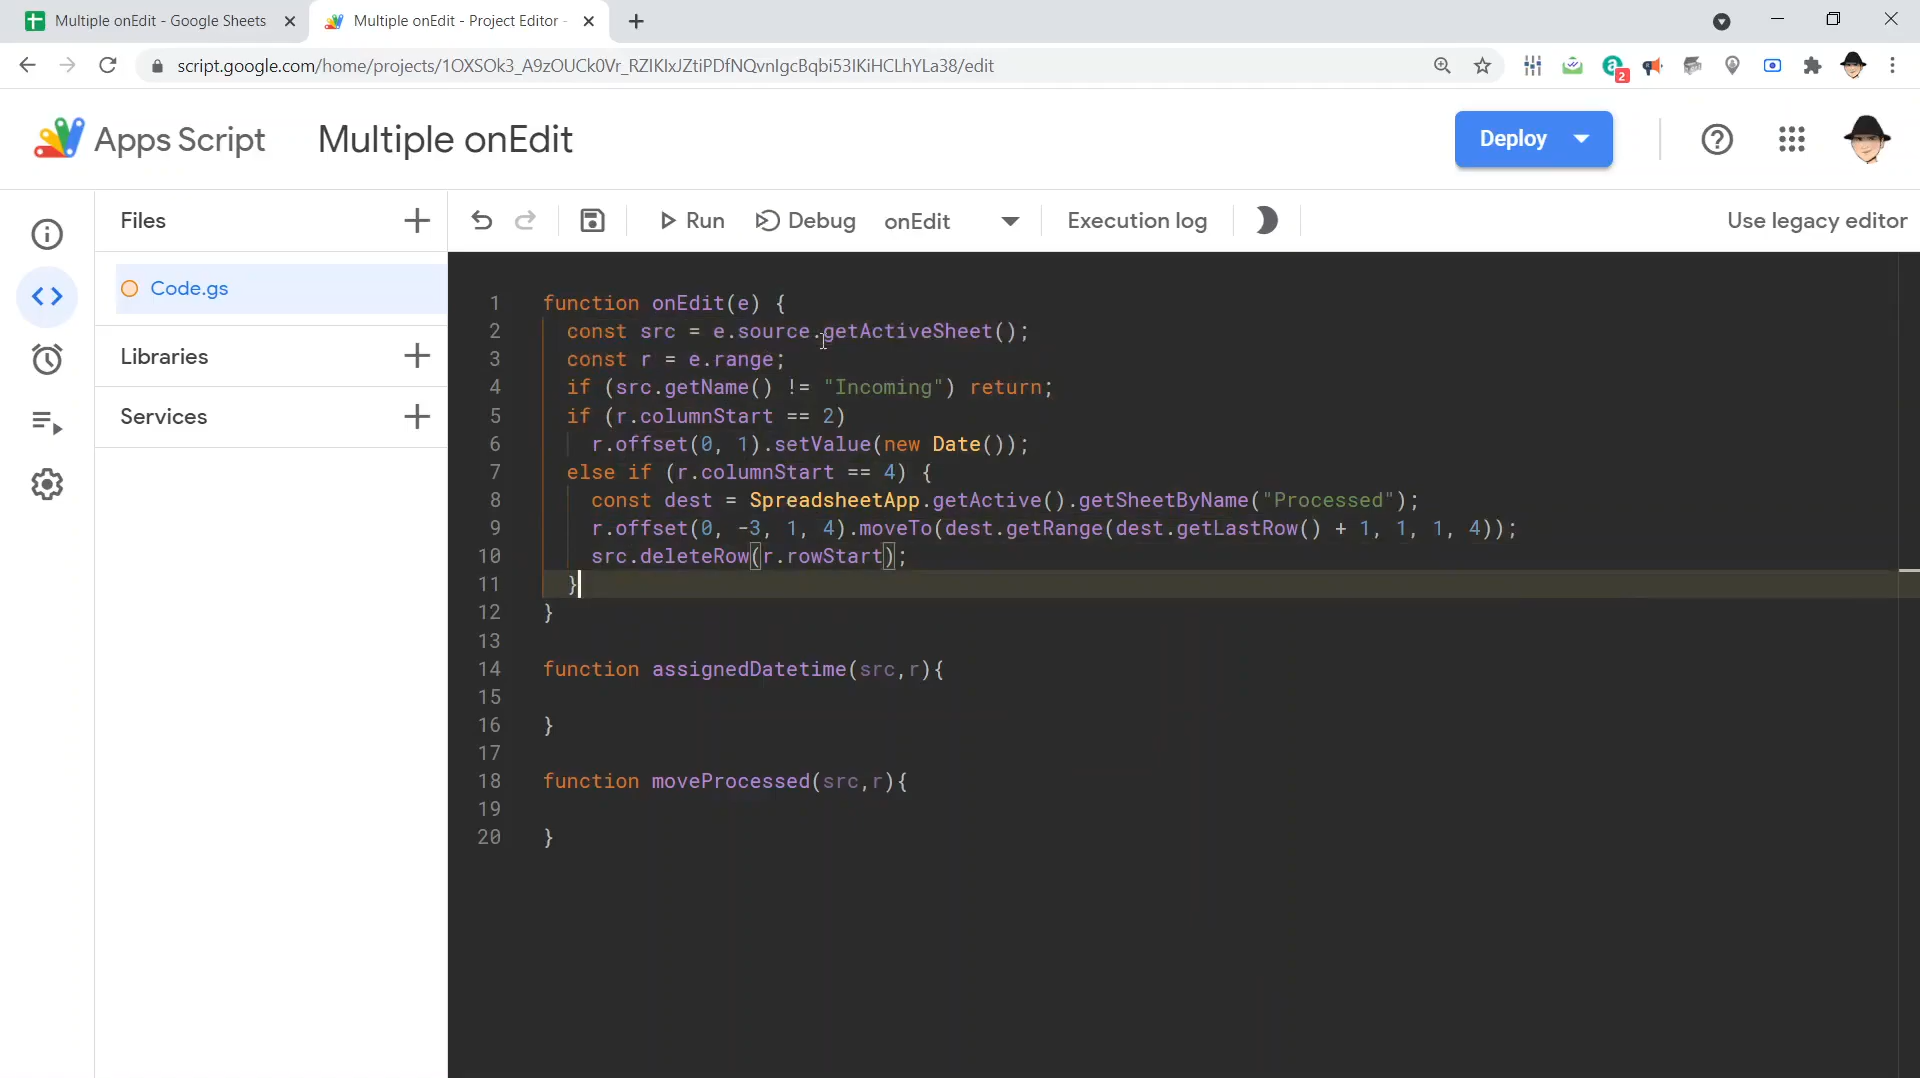 Multiple onEdit - Google Sheets
Multiple onEdit - Project Editor -
script.google.com/home/projects/1OXSOk3_A9zOUCk0Vr_RZIKIxJZtiPDfNQvnIgcBqbi53IKiHCLhYLa38/edit
2
Apps Script
Multiple onEdit
Deploy
Files
Run
Debug
onEdit
Execution log
Use legacy editor
Code.gs
Libraries
Services
1 function onEdit(e) {
2 const src = e.source.getActiveSheet();
3 const r = e.range;
4 if (src.getName() != "Incoming") return;
5 if (r.columnStart == 2)
6 r.offset(0, 1).setValue(new Date());
7 else if (r.columnStart == 4) {
8 const dest = SpreadsheetApp.getActive().getSheetByName("Processed");
9 r.offset(0, -3, 1, 4).moveTo(dest.getRange(dest.getLastRow() + 1, 1, 1, 4));
10 src.deleteRow(r.rowStart);
11 }
12 }
13
14 function assignedDatetime(src,r){
15
16 }
17
18 function moveProcessed(src,r){
19
20 }